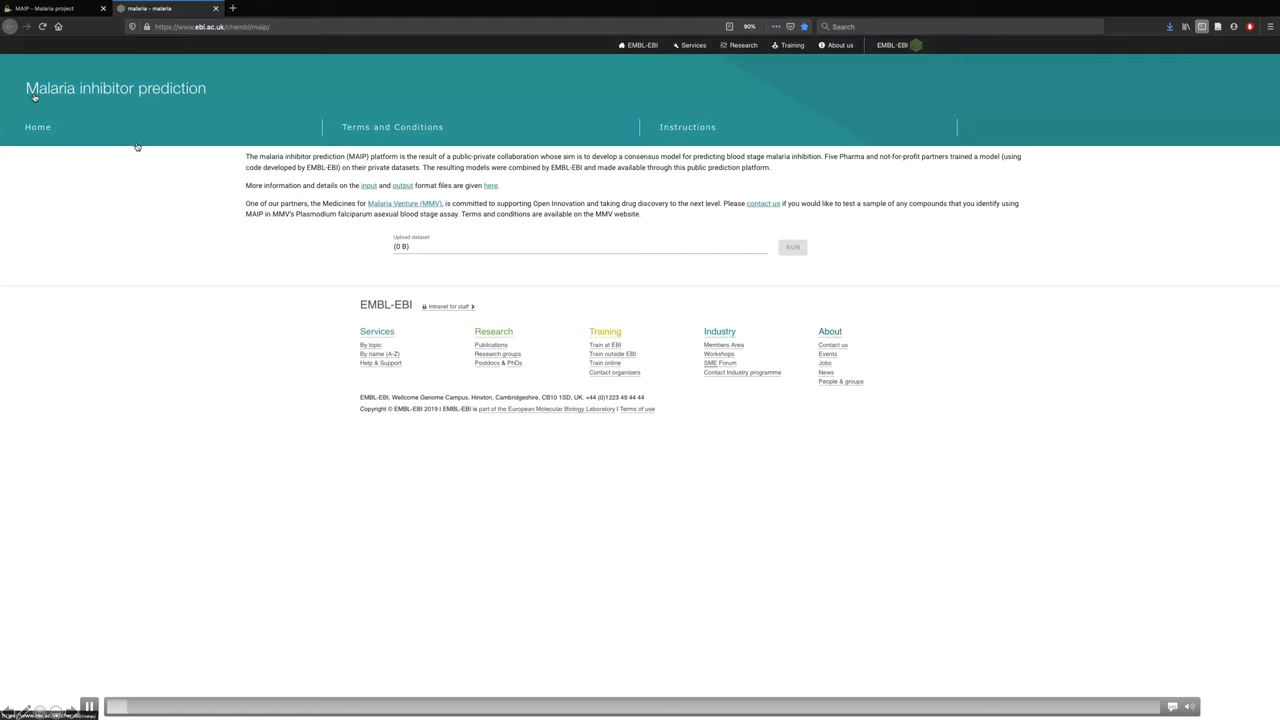 MAIP - Malaria project
malaria - malaria
https://www.ebi.ac.uk/chembl/maip/
90%
Search
EMBL-EBI
Services
Research
Training
About us
EMBL-EBI
Malaria inhibitor prediction
Home
Terms and Conditions
Instructions
The malaria inhibitor prediction (MAIP) platform is the result of a public-private collaboration whose aim is to develop a consensus model for predicting blood stage malaria inhibition. Five Pharma and not-for-profit partners trained a model (using
code developed by EMBL-EBI) on their private datasets. The resulting models were combined by EMBL-EBI and made available through this public prediction platform.
More information and details on the input and output format files are given here.
One of our partners, the Medicines for Malaria Venture (MMV), is committed to supporting Open Innovation and taking drug discovery to the next level. Please contact us if you would like to test a sample of any compounds that you identify using
MAIP in MMV's Plasmodium falciparum asexual blood stage assay. Terms and conditions are available on the MMV website.
Upload dataset
(0 B)
RUN
EMBL-EBI
Intranet for staff
Services
By topic
By name (A-Z)
Help & Support
Research
Publications
Research groups
Postdocs & PhDs
Training
Train at EBI
Train outside EBI
Train online
Contact organisers
Industry
Members Area
Workshops
SME Forum
Contact Industry programme
About
Contact us
Events
Jobs
News
People & groups
EMBL-EBI, Wellcome Genome Campus, Hinxton, Cambridgeshire, CB10 1SD, UK. +44 (0)1223 49 44 44
Copyright © EMBL-EBI 2019 | EMBL-EBI is part of the European Molecular Biology Laboratory | Terms of use